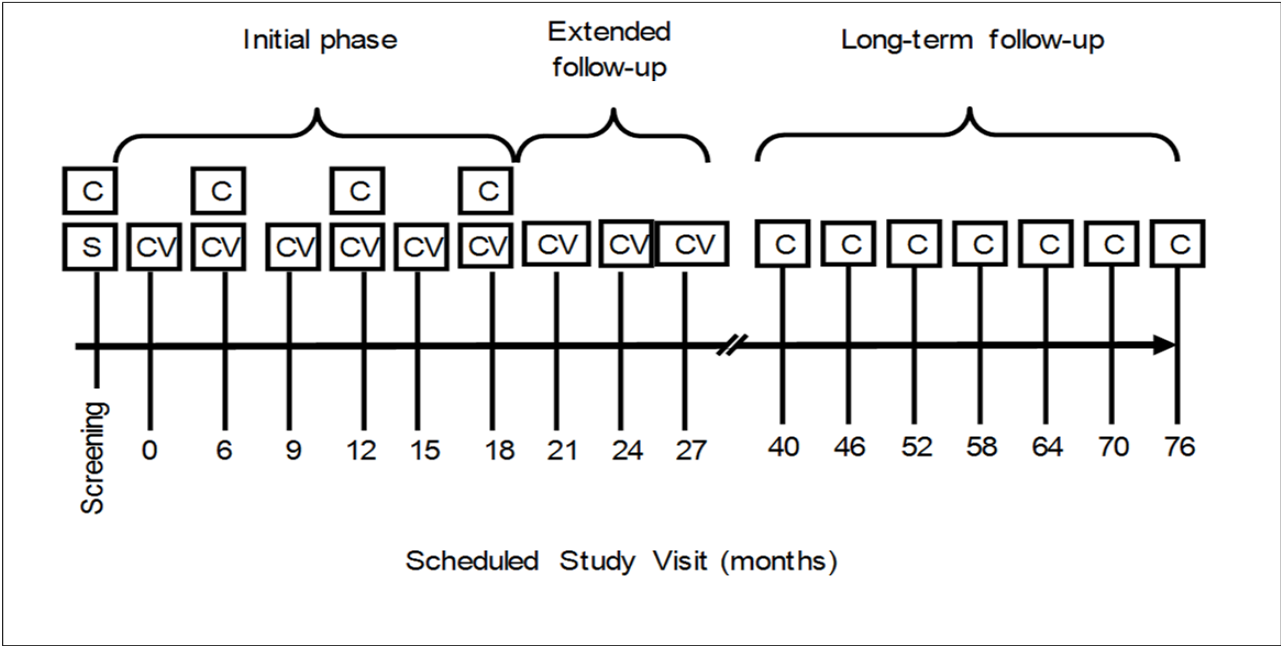 Initial phase
Extended
follow-up
Long-term follow-up
C C C C
S CV CV CV CV CV CV CV CV CV C C C C C C C
Screening 0 6 9 12 15 18 21 24 27 40 46 52 58 64 70 76
Scheduled Study Visit (months)